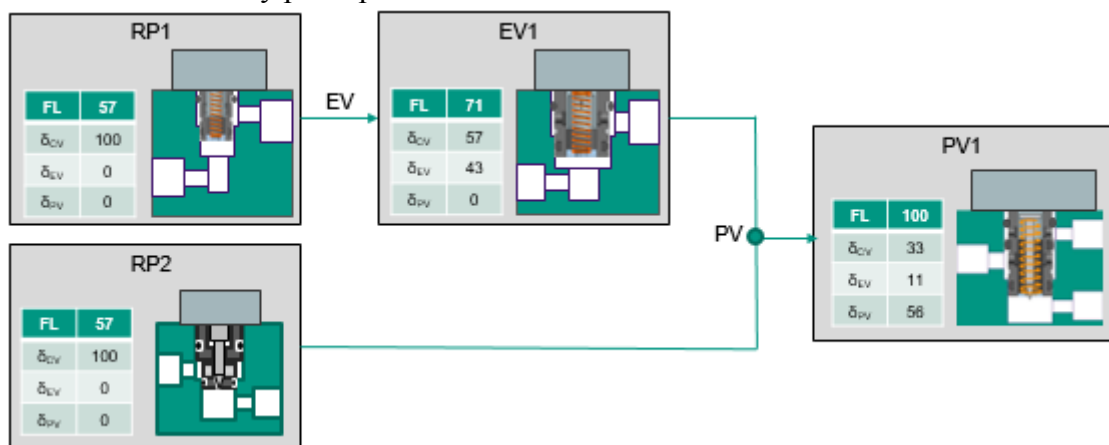 RP1
FL 57
δCV 100
δEV 0
δPV 0
EV
EV1
FL 71
δCV 57
δEV 43
δPV 0
PV
PV1
FL 100
δCV 33
δEV 11
δPV 56
RP2
FL 57
δCV 100
δEV 0
δPV 0